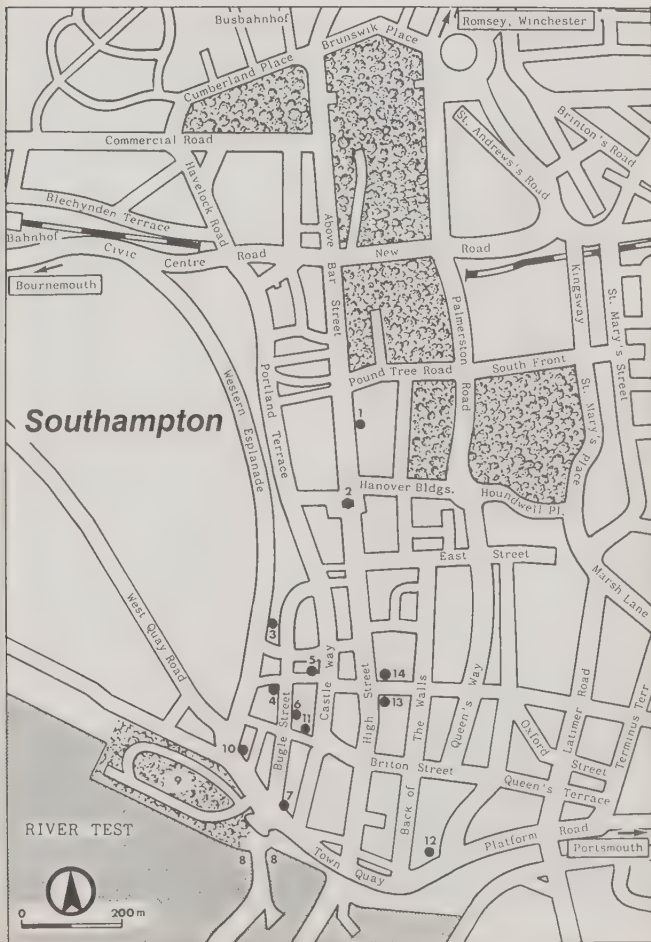 Busbahnhof
Brunswik Place
Romsey, Winchester
Cumberland Place
Commercial Road
St. Andrews's Road
Brinton's Road
Havelock Road
Blechynden Terrace
Bahnhof
Civic Centre Road
Above Bar Street
New Road
Bournemouth
Kingsway
St. Mary's Street
Palmerston Road
Portland Terrace
Western Esplanade
Pound Tree Road
South Front
St. Mary's Place
Southampton
1
2
Hanover Bldgs.
Houndwell Pl.
East Street
Marsh Lane
West Quay Road
3
5
Castle Way
14
4
6
11
13
High Street
The Walls
Queen's Way
Bugle Street
Latimer Road
Terminus Terr
Oxford Street
10
9
Briton Street
Queen's Terrace
7
Back of
12
RIVER TEST
8
8
Town Quay
Platform Road
Portsmouth
0
200 m